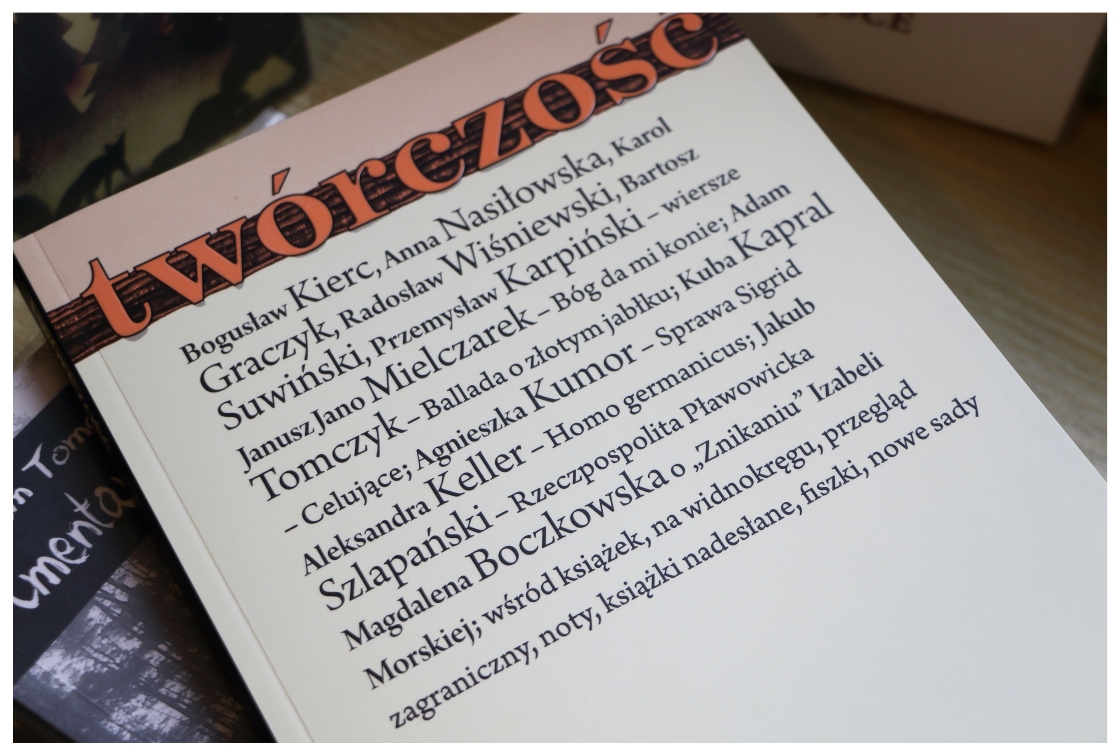 twórczość
Bogusław Kierc, Anna Nasiłowska, Karol
Graczyk, Radosław Wiśniewski, Bartosz
Suwiński, Przemysław Karpiński – wiersze
Janusz Jano Mielczarek – Bóg da mi konie; Adam
Tomczyk – Ballada o złotym jabłku; Kuba Kapral
– Celujące; Agnieszka Kumor – Sprawa Sigrid
Aleksandra Keller – Homo germanicus; Jakub
Szlapański – Rzeczpospolita Pławowicka
Magdalena Boczkowska o „Znikaniu” Izabeli
Morskiej; wśród książek, na widnokręgu, przegląd
zagraniczny, noty, książki nadesłane, fiszki, nowe sady